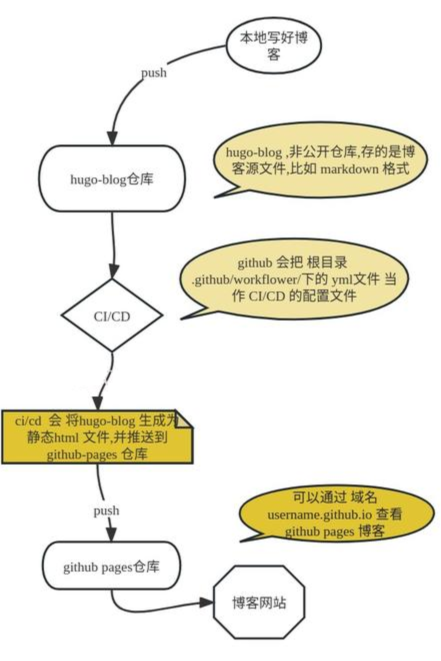 本地写好博
客
push
hugo-blog ,非公开仓库,存的是博
客源文件,比如 markdown 格式
hugo-blog仓库
github 会把 根目录
.github/workflower/下的 yml文件 当
作 CI/CD 的配置文件
CI/CD
ci/cd 会 将hugo-blog 生成为
静态html 文件,并推送到
github-pages 仓库
可以通过 域名
username.github.io 查看
github pages 博客
push
github pages仓库
博客网站